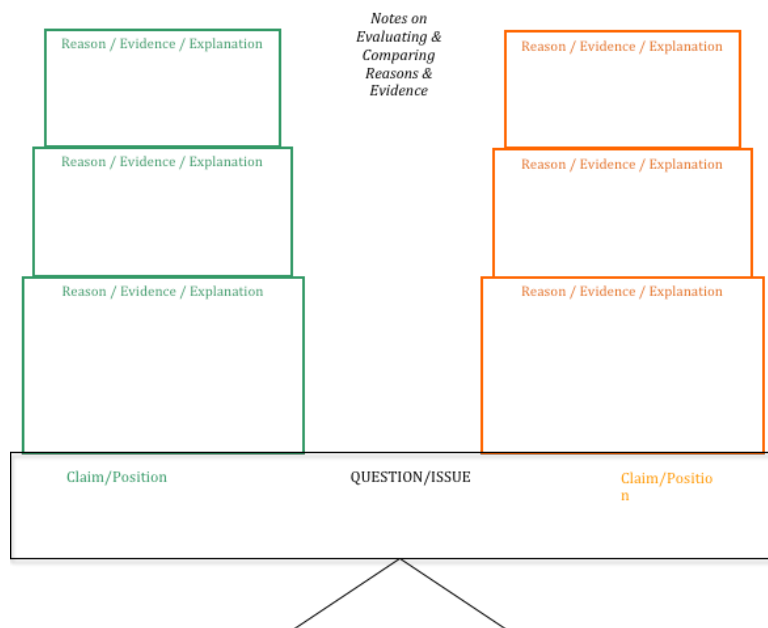 Notes on
Evaluating &
Comparing
Reasons &
Evidence
Reason / Evidence / Explanation
Reason / Evidence / Explanation
Reason / Evidence / Explanation
Reason / Evidence / Explanation
Reason / Evidence / Explanation
Reason / Evidence / Explanation
Claim/Position
QUESTION/ISSUE
Claim/Positio
n